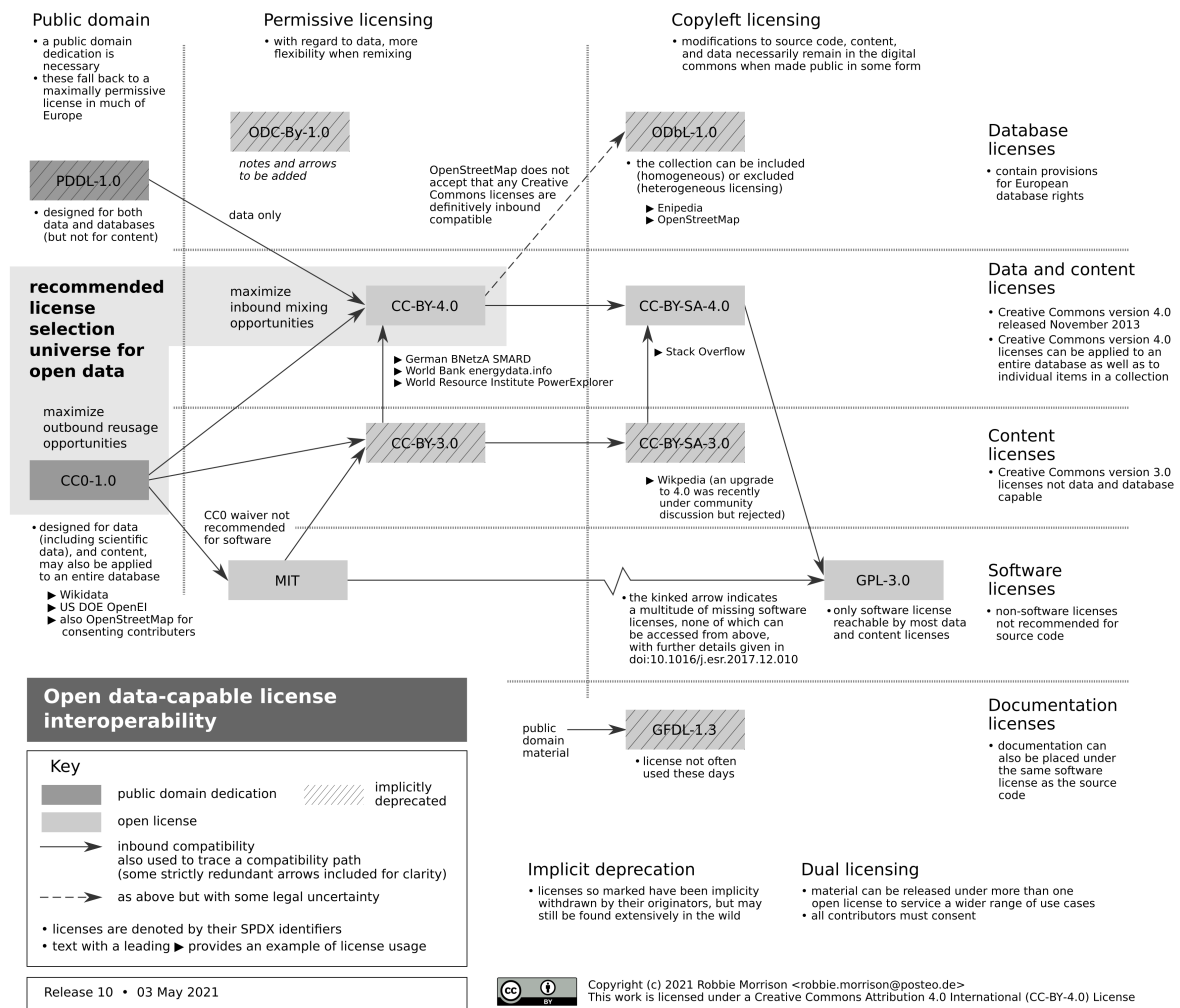 Public domain
• a public domain
dedication is
necessary
• these fall back to a
maximally permissive
license in much of
Europe
Permissive licensing
• with regard to data, more
flexibility when remixing
Copyleft licensing
• modifications to source code, content,
and data necessarily remain in the digital
commons when made public in some form
ODC-By-1.0
notes and arrows
to be added
OpenStreetMap does not
accept that any Creative
Commons licenses are
definitively inbound
compatible
ODbL-1.0
• the collection can be included
(homogeneous) or excluded
(heterogeneous licensing)
▶ Enipedia
▶ OpenStreetMap
Database
licenses
• contain provisions
for European
database rights
PDDL-1.0
• designed for both
data and databases
(but not for content)
data only
recommended
license
selection
universe for
open data
maximize
inbound mixing
opportunities
CC-BY-4.0
▶ German BNetzA SMARD
▶ World Bank energydata.info
▶ World Resource Institute PowerExplorer
CC-BY-SA-4.0
▶ Stack Overflow
Data and content
licenses
• Creative Commons version 4.0
released November 2013
• Creative Commons version 4.0
licenses can be applied to an
entire database as well as to
individual items in a collection
maximize
outbound reusage
opportunities
CC0-1.0
• designed for data
(including scientific
data), and content,
may also be applied
to an entire database
▶ Wikidata
▶ US DOE OpenEI
▶ also OpenStreetMap for
consenting contributers
CC-BY-3.0
CC-BY-SA-3.0
▶ Wikpedia (an upgrade
to 4.0 was recently
under community
discussion but rejected)
Content
licenses
• Creative Commons version 3.0
licenses not data and database
capable
CC0 waiver not
recommended
for software
MIT
• the kinked arrow indicates
a multitude of missing software
licenses, none of which can
be accessed from above,
with further details given in
doi:10.1016/j.esr.2017.12.010
GPL-3.0
• only software license
reachable by most data
and content licenses
Software
licenses
• non-software licenses
not recommended for
source code
public
domain
material
GFDL-1.3
• license not often
used these days
Documentation
licenses
• documentation can
also be placed under
the same software
license as the source
code
Open data-capable license
interoperability
Key
public domain dedication
implicitly
deprecated
open license
inbound compatibility
also used to trace a compatibility path
(some strictly redundant arrows included for clarity)
as above but with some legal uncertainty
• licenses are denoted by their SPDX identifiers
• text with a leading ▶ provides an example of license usage
Implicit deprecation
• licenses so marked have been implicity
withdrawn by their originators, but may
still be found extensively in the wild
Dual licensing
• material can be released under more than one
open license to service a wider range of use cases
• all contributors must consent
Release 10 • 03 May 2021
cc
BY
Copyright (c) 2021 Robbie Morrison <robbie.morrison@posteo.de>
This work is licensed under a Creative Commons Attribution 4.0 International (CC-BY-4.0) License